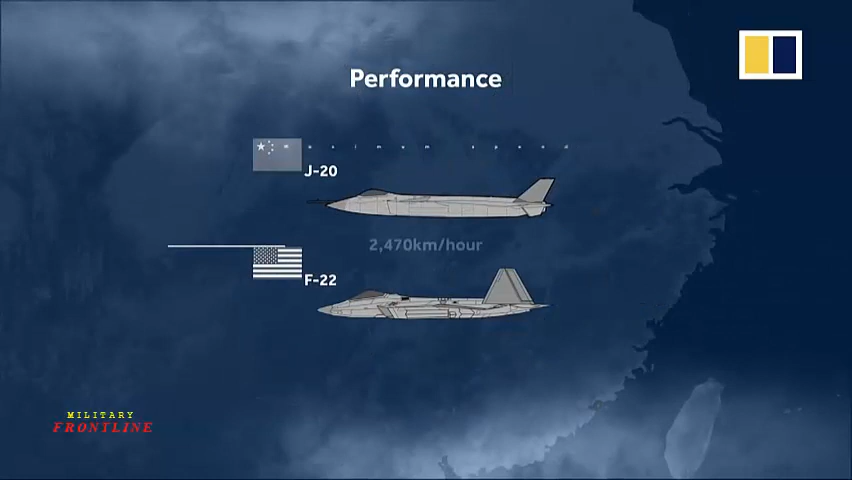 Performance
J-20
2,470km/hour
F-22
MILITARY
FRONTLINE